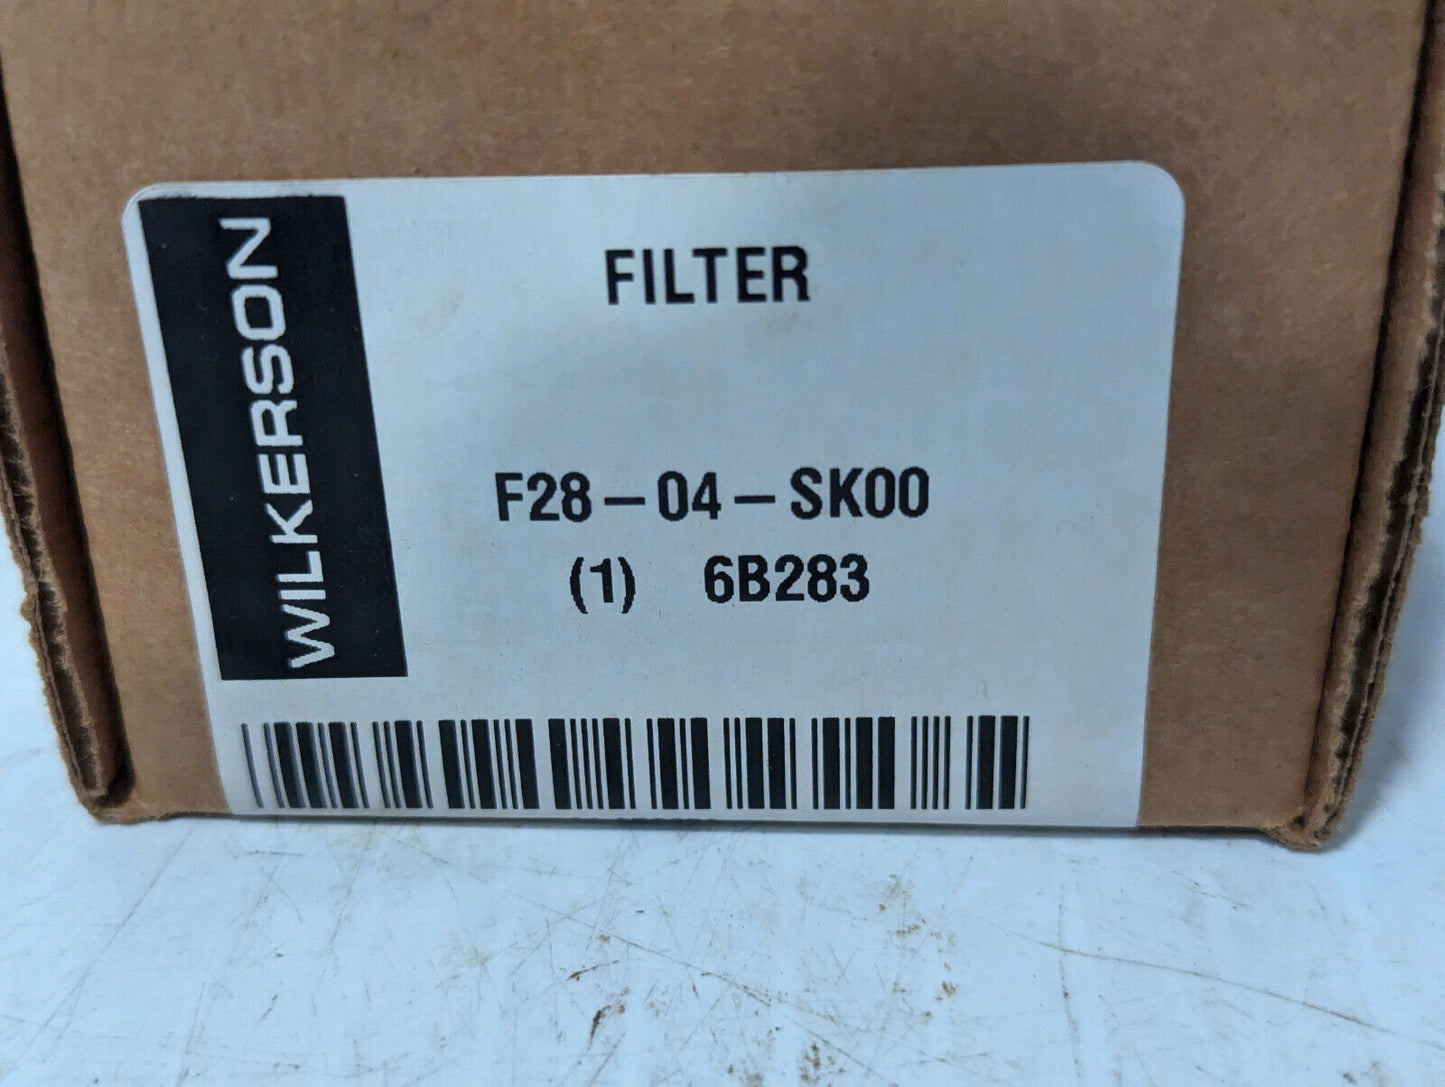 WILKERSON
FILTER
F28-04-SK00
(1) 6B283